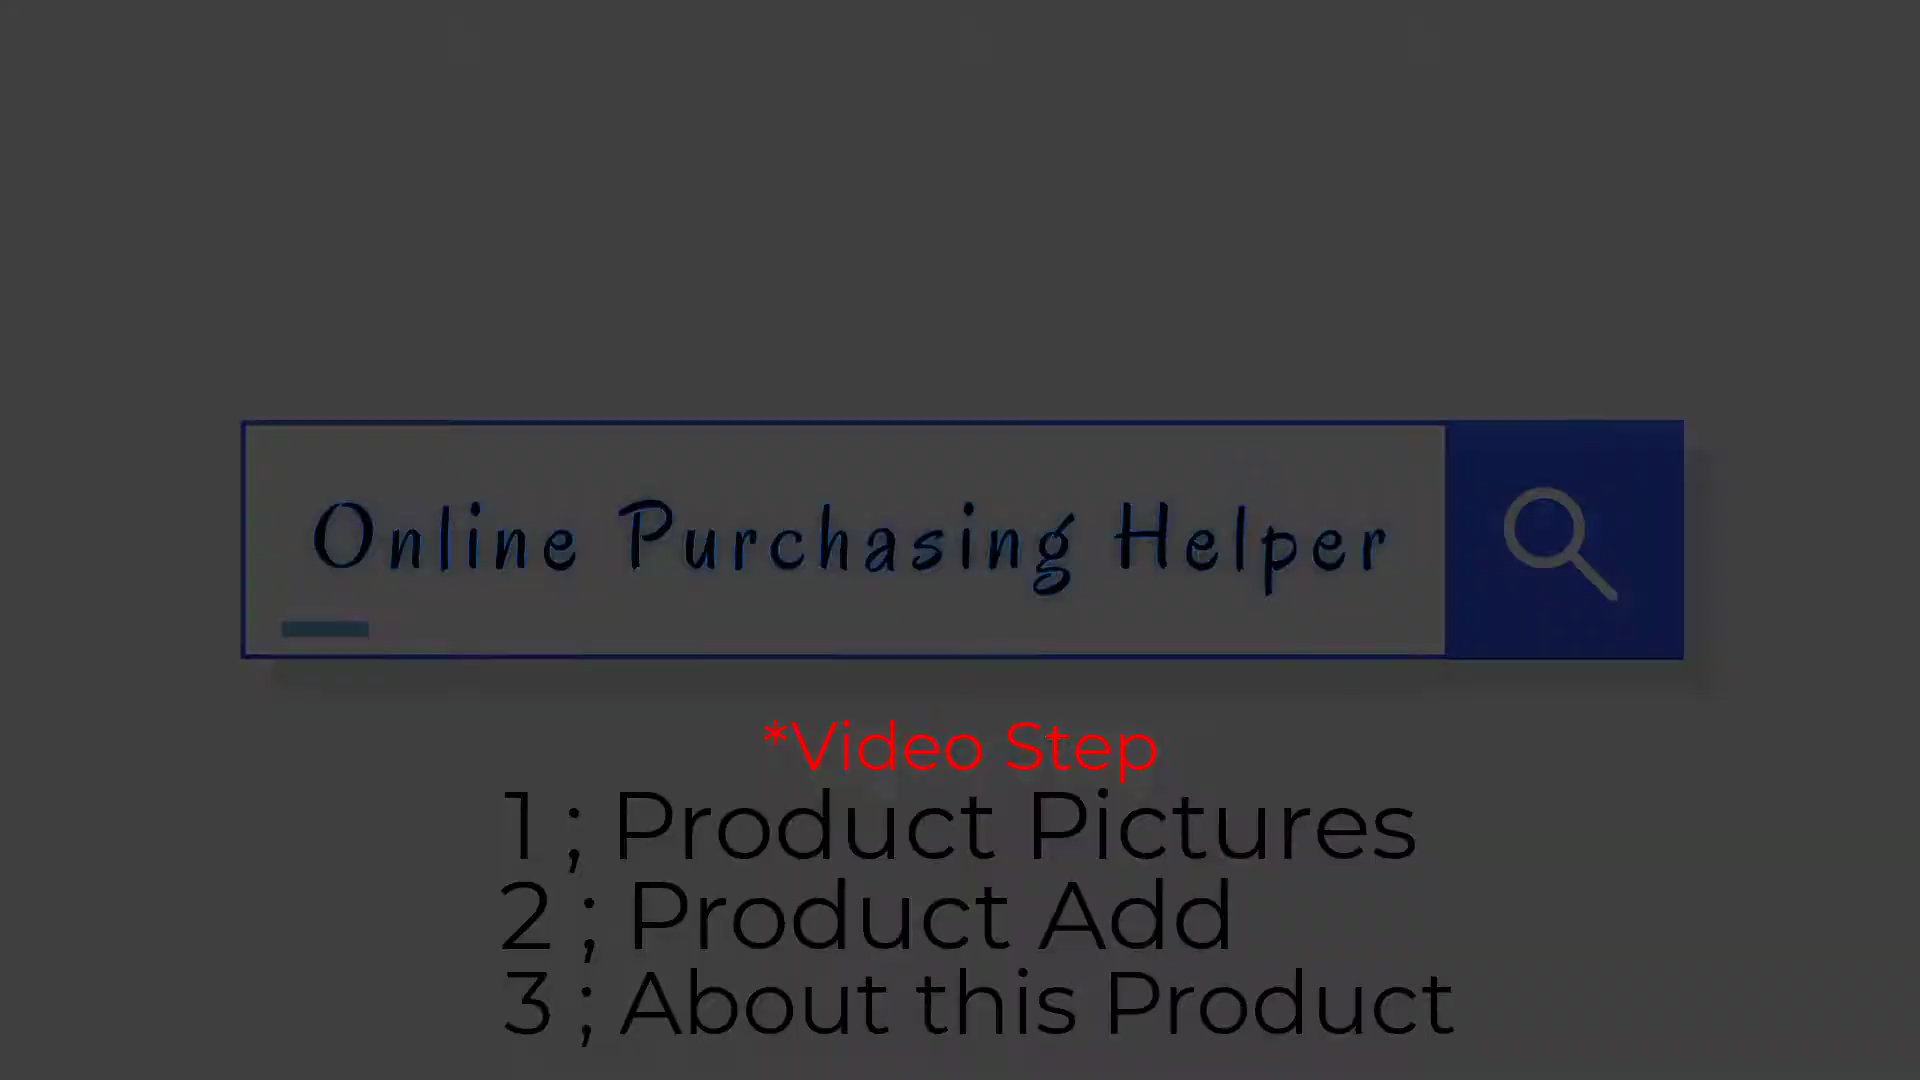 Online Purchasing Helper
*Video Step
1 ; Product Pictures
2 ; Product Add
3 ; About this Product